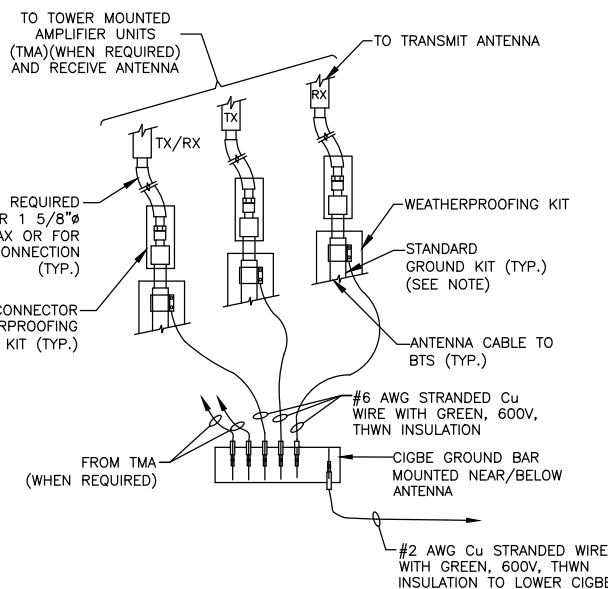 TO TOWER MOUNTED
AMPLIFIER UNITS
(TMA)(WHEN REQUIRED)
AND RECEIVE ANTENNA
TO TRANSMIT ANTENNA
RX
TX
TX/RX
REQUIRED
R 1 5/8"ø
AX OR FOR
ONNECTION
(TYP.)
CONNECTOR
RPROOFING
KIT (TYP.)
WEATHERPROOFING KIT
STANDARD
GROUND KIT (TYP.)
(SEE NOTE)
ANTENNA CABLE TO
BTS (TYP.)
#6 AWG STRANDED Cu
WIRE WITH GREEN, 600V,
THWN INSULATION
FROM TMA
(WHEN REQUIRED)
CIGBE GROUND BAR
MOUNTED NEAR/BELOW
ANTENNA
#2 AWG Cu STRANDED WIRE
WITH GREEN, 600V, THWN
INSULATION TO LOWER CIGBE